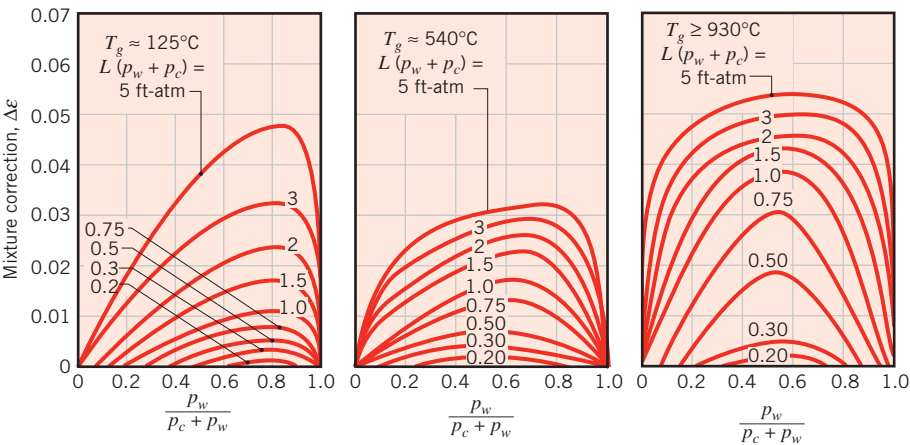 Mixture correction, Δε
0.07
0.06
0.05
0.04
0.03
0.02
0.01
0
T_g ≈ 125°C
L (p_w + p_c) =
5 ft-atm
3
2
1.5
1.0
0.75
0.5
0.3
0.2
0 0.2 0.4 0.6 0.8 1.0
p_w
p_c + p_w
T_g ≈ 540°C
L (p_w + p_c) =
5 ft-atm
3
2
1.5
1.0
0.75
0.50
0.30
0.20
0 0.2 0.4 0.6 0.8 1.0
p_w
p_c + p_w
T_g ≥ 930°C
L (p_w + p_c) =
5 ft-atm
3
2
1.5
1.0
0.75
0.50
0.30
0.20
0 0.2 0.4 0.6 0.8 1.0
p_w
p_c + p_w